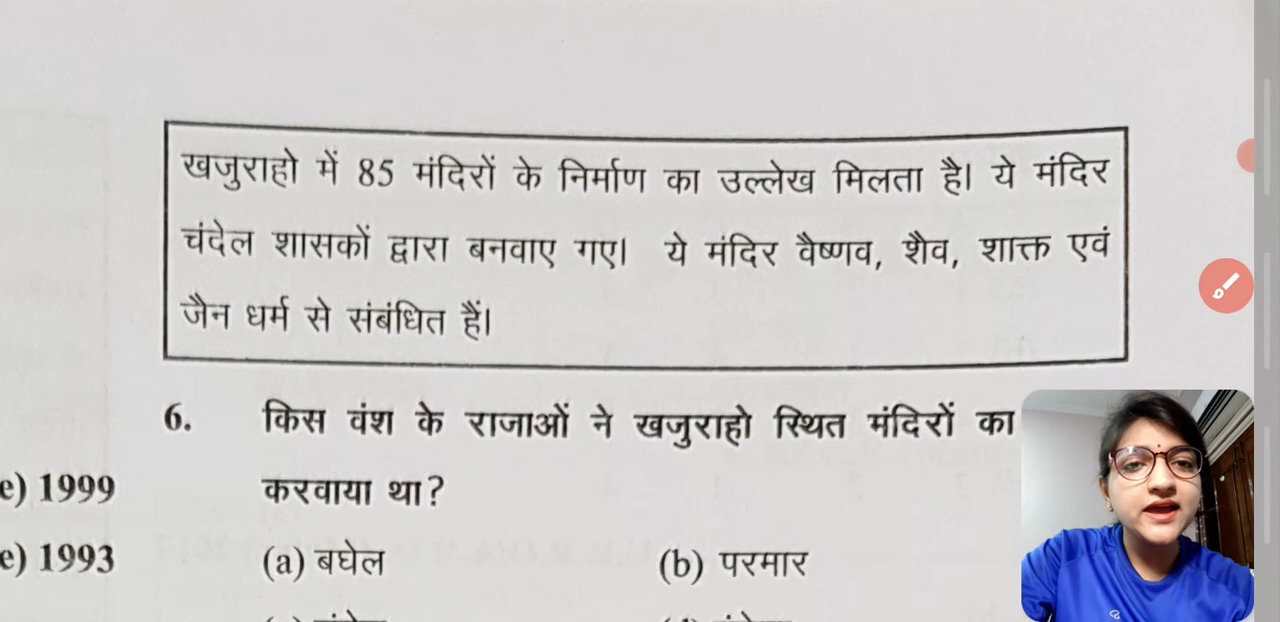 खजुराहो में 85 मंदिरों के निर्माण का उल्लेख मिलता है। ये मंदिर
चंदेल शासकों द्वारा बनवाए गए। ये मंदिर वैष्णव, शैव, शाक्त एवं
जैन धर्म से संबंधित हैं।
6. किस वंश के राजाओं ने खजुराहो स्थित मंदिरों का
e) 1999 करवाया था?
e) 1993 (a) बघेल (b) परमार